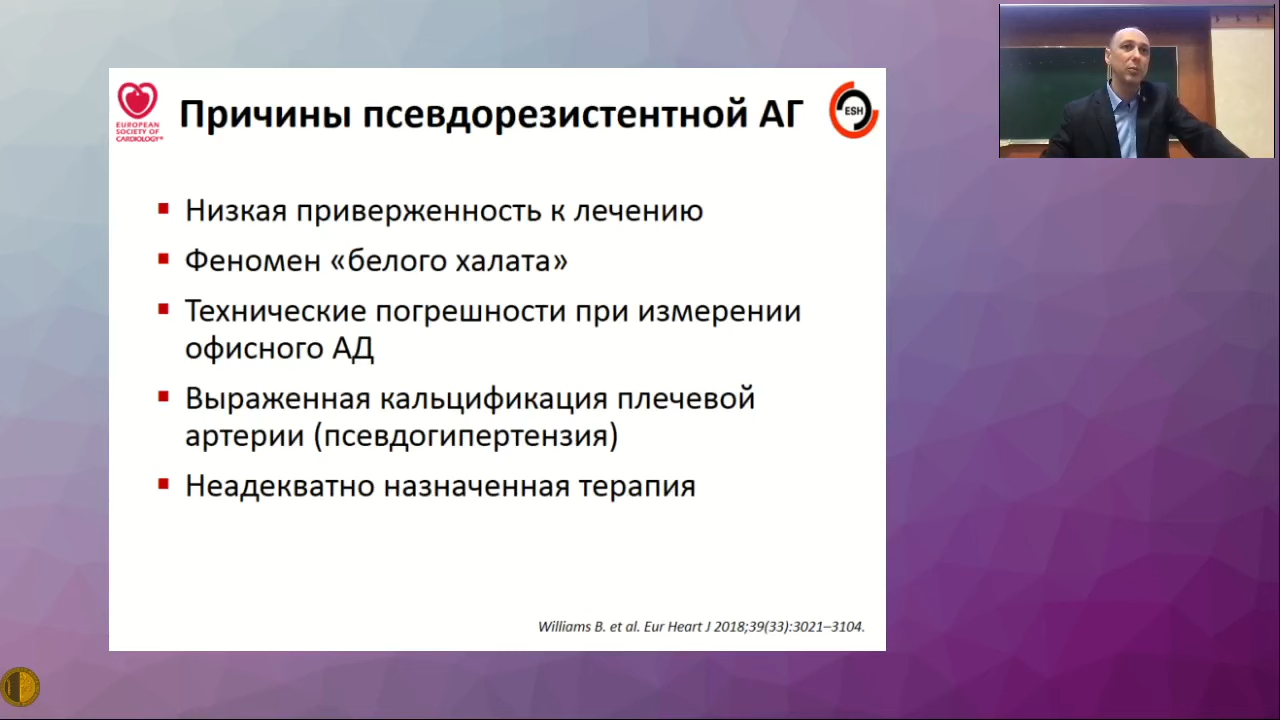 EUROPEAN
SOCIETY OF
CARDIOLOGY®
Причины псевдорезистентной АГ
ESH
▪ Низкая приверженность к лечению
▪ Феномен «белого халата»
▪ Технические погрешности при измерении
офисного АД
▪ Выраженная кальцификация плечевой
артерии (псевдогипертензия)
▪ Неадекватно назначенная терапия
Williams B. et al. Eur Heart J 2018;39(33):3021–3104.